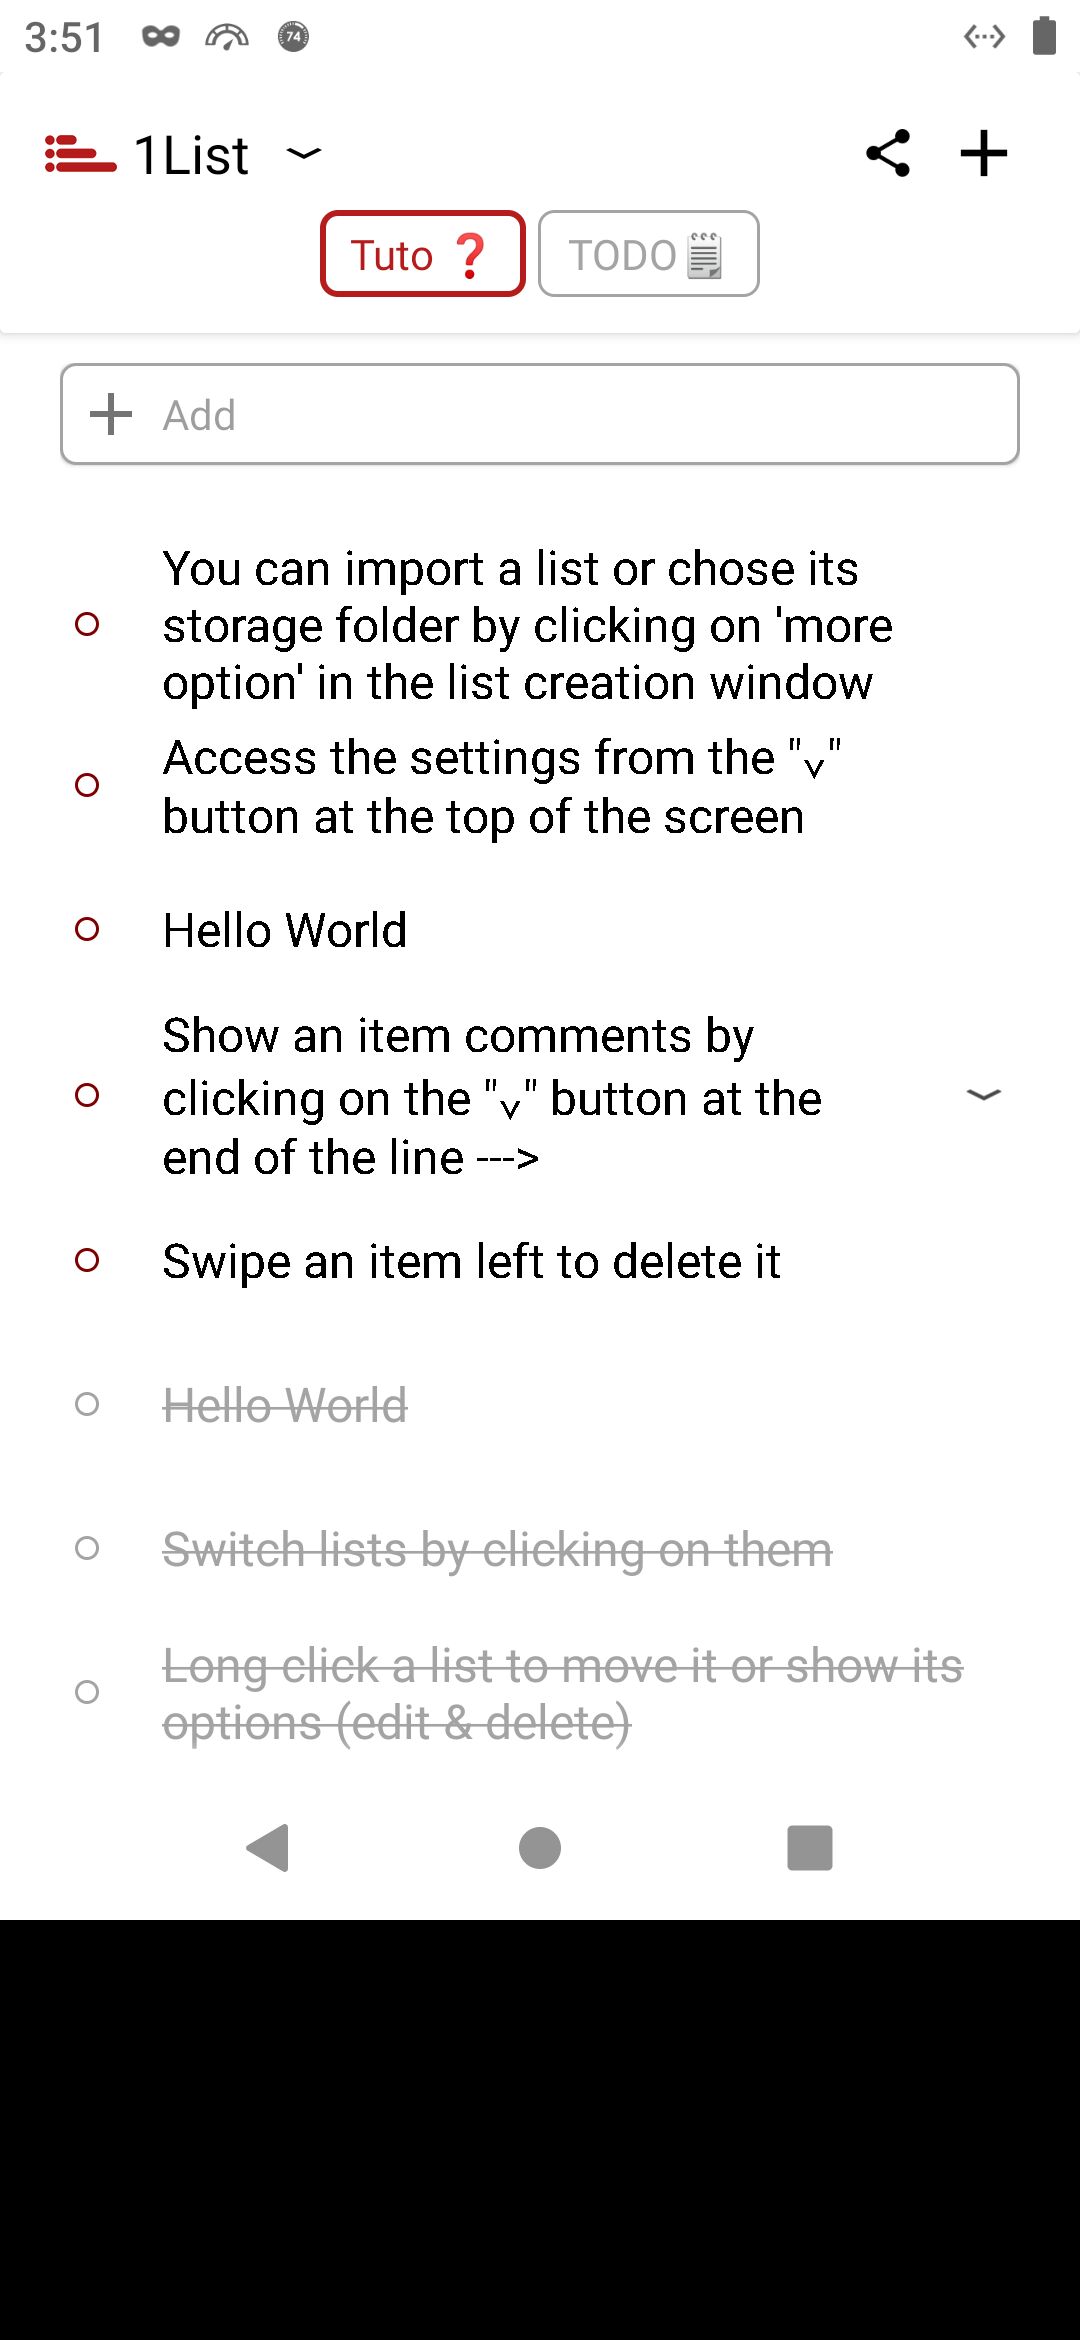 3:51
74
1List
Tuto ❓
TODO🗒
Add
You can import a list or chose its
storage folder by clicking on 'more
option' in the list creation window
Access the settings from the "˅"
button at the top of the screen
Hello World
Show an item comments by
clicking on the "˅" button at the
end of the line --->
Swipe an item left to delete it
Hello World
Switch lists by clicking on them
Long click a list to move it or show its
options (edit & delete)